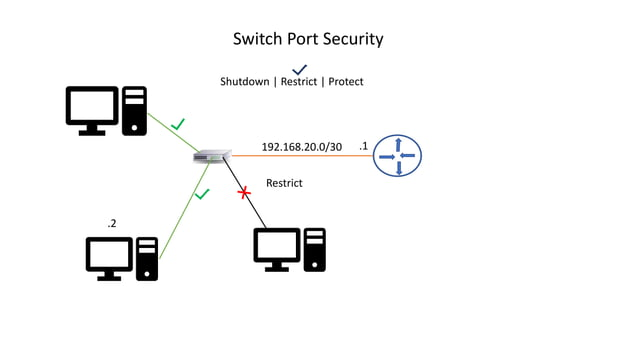 Switch Port Security
Shutdown | Restrict | Protect
192.168.20.0/30
.1
Restrict
.2